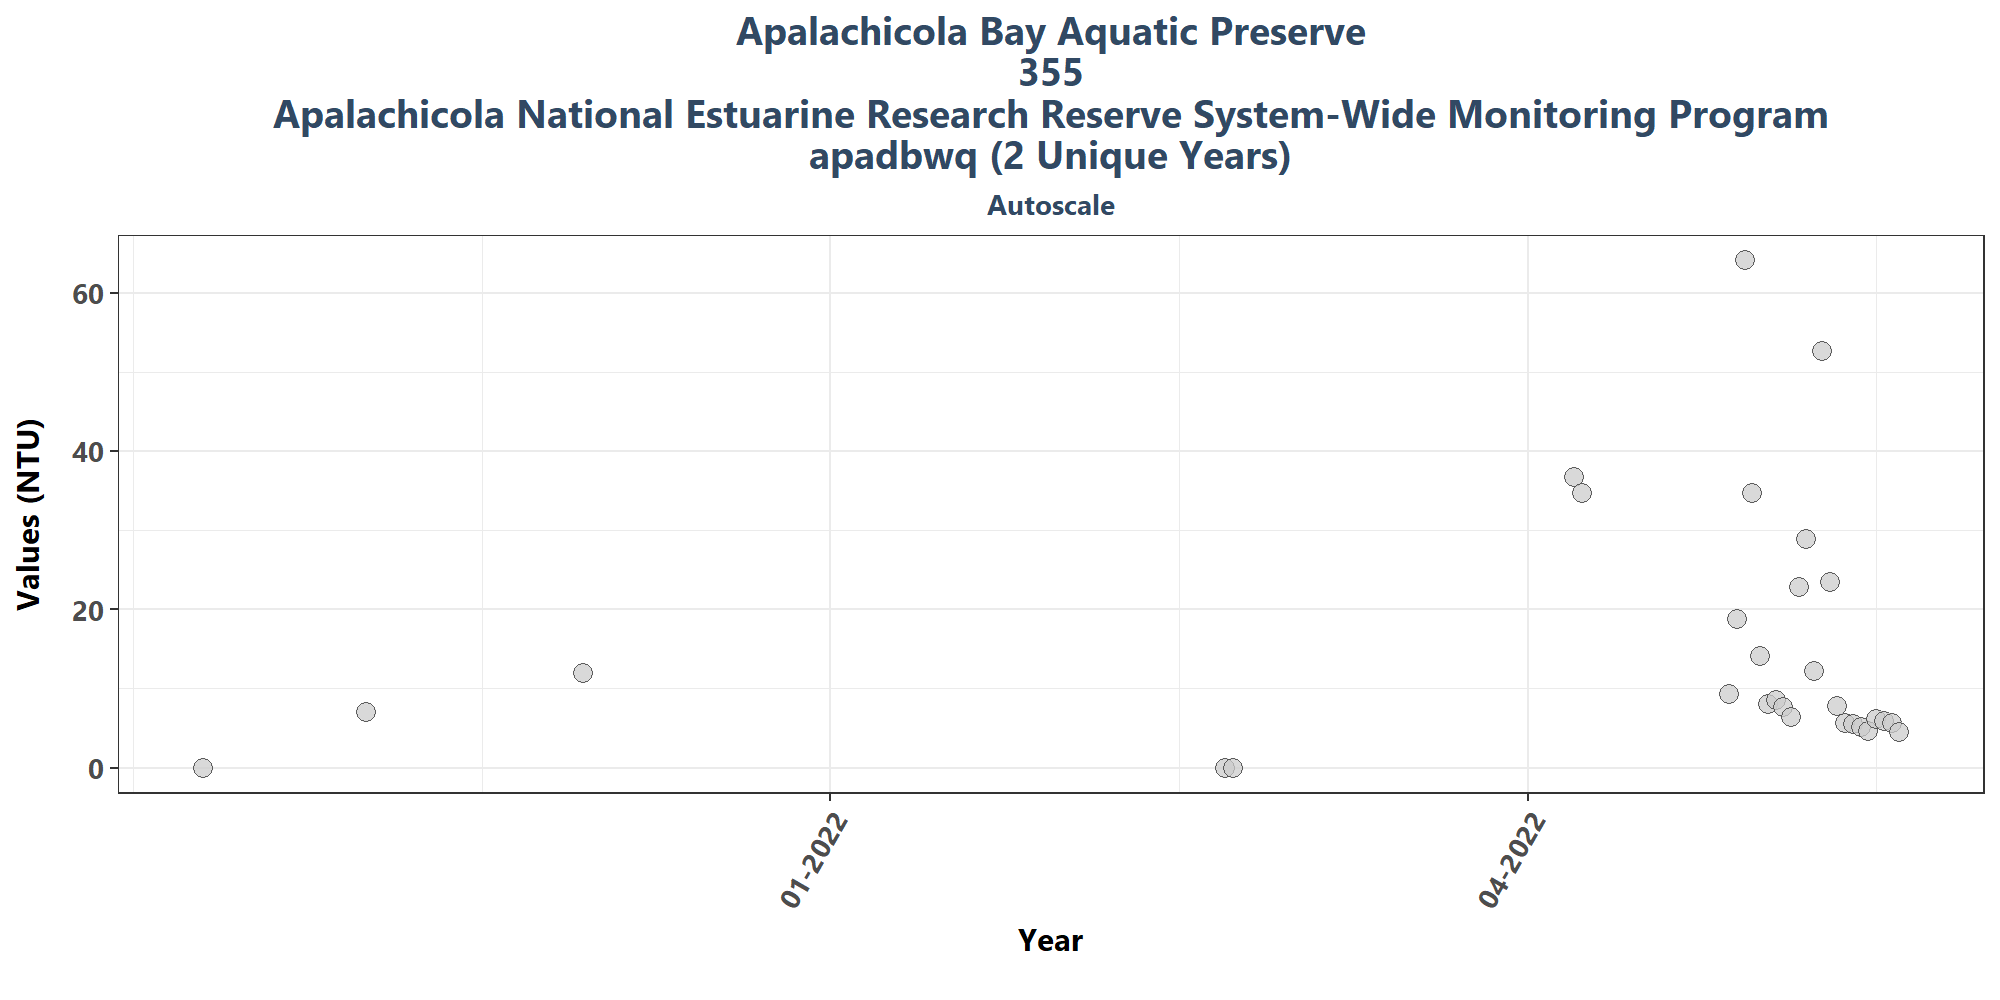 Apalachicola Bay Aquatic Preserve
355
Apalachicola National Estuarine Research Reserve System-Wide Monitoring Program
apadbwq (2 Unique Years)
Autoscale
Values (NTU)
60
40
20
0
01-2022
04-2022
Year